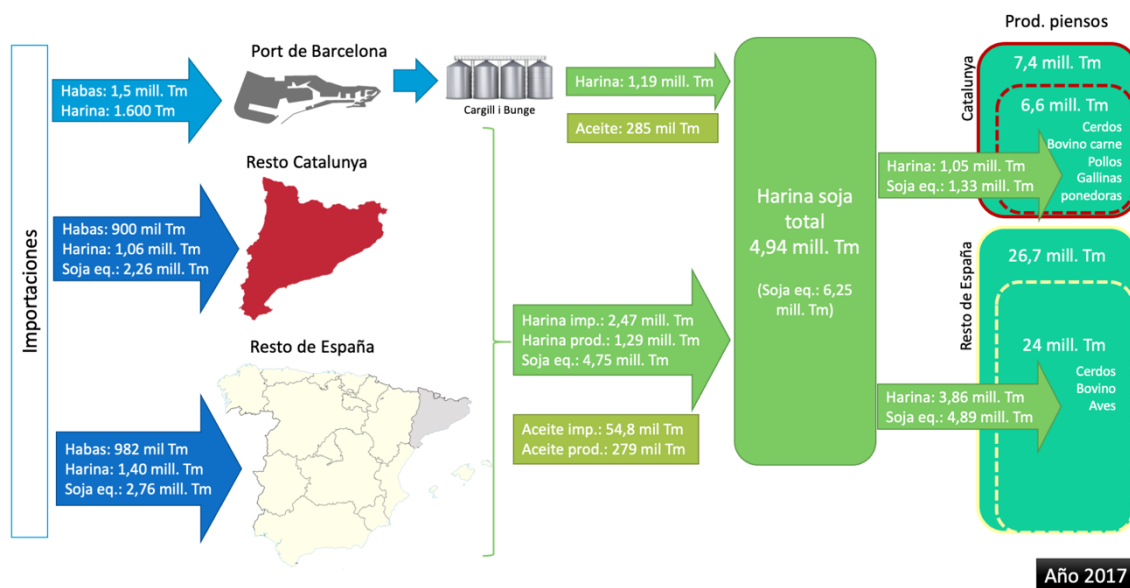 Prod. piensos
Port de Barcelona
Habas: 1,5 mill. Tm
Harina: 1.600 Tm
Cargill i Bunge
Harina: 1,19 mill. Tm
Aceite: 285 mil Tm
Catalunya
7,4 mill. Tm
6,6 mill. Tm
Cerdos
Bovino carne
Pollos
Gallinas
ponedoras
Harina: 1,05 mill. Tm
Soja eq.: 1,33 mill. Tm
Importaciones
Resto Catalunya
Habas: 900 mil Tm
Harina: 1,06 mill. Tm
Soja eq.: 2,26 mill. Tm
Harina soja
total
4,94 mill. Tm
(Soja eq.: 6,25
mill. Tm)
Harina imp.: 2,47 mill. Tm
Harina prod.: 1,29 mill. Tm
Soja eq.: 4,75 mill. Tm
Aceite imp.: 54,8 mil Tm
Aceite prod.: 279 mil Tm
Resto de España
Habas: 982 mil Tm
Harina: 1,40 mill. Tm
Soja eq.: 2,76 mill. Tm
Resto de España
26,7 mill. Tm
24 mill. Tm
Cerdos
Bovino
Aves
Harina: 3,86 mill. Tm
Soja eq.: 4,89 mill. Tm
Año 2017